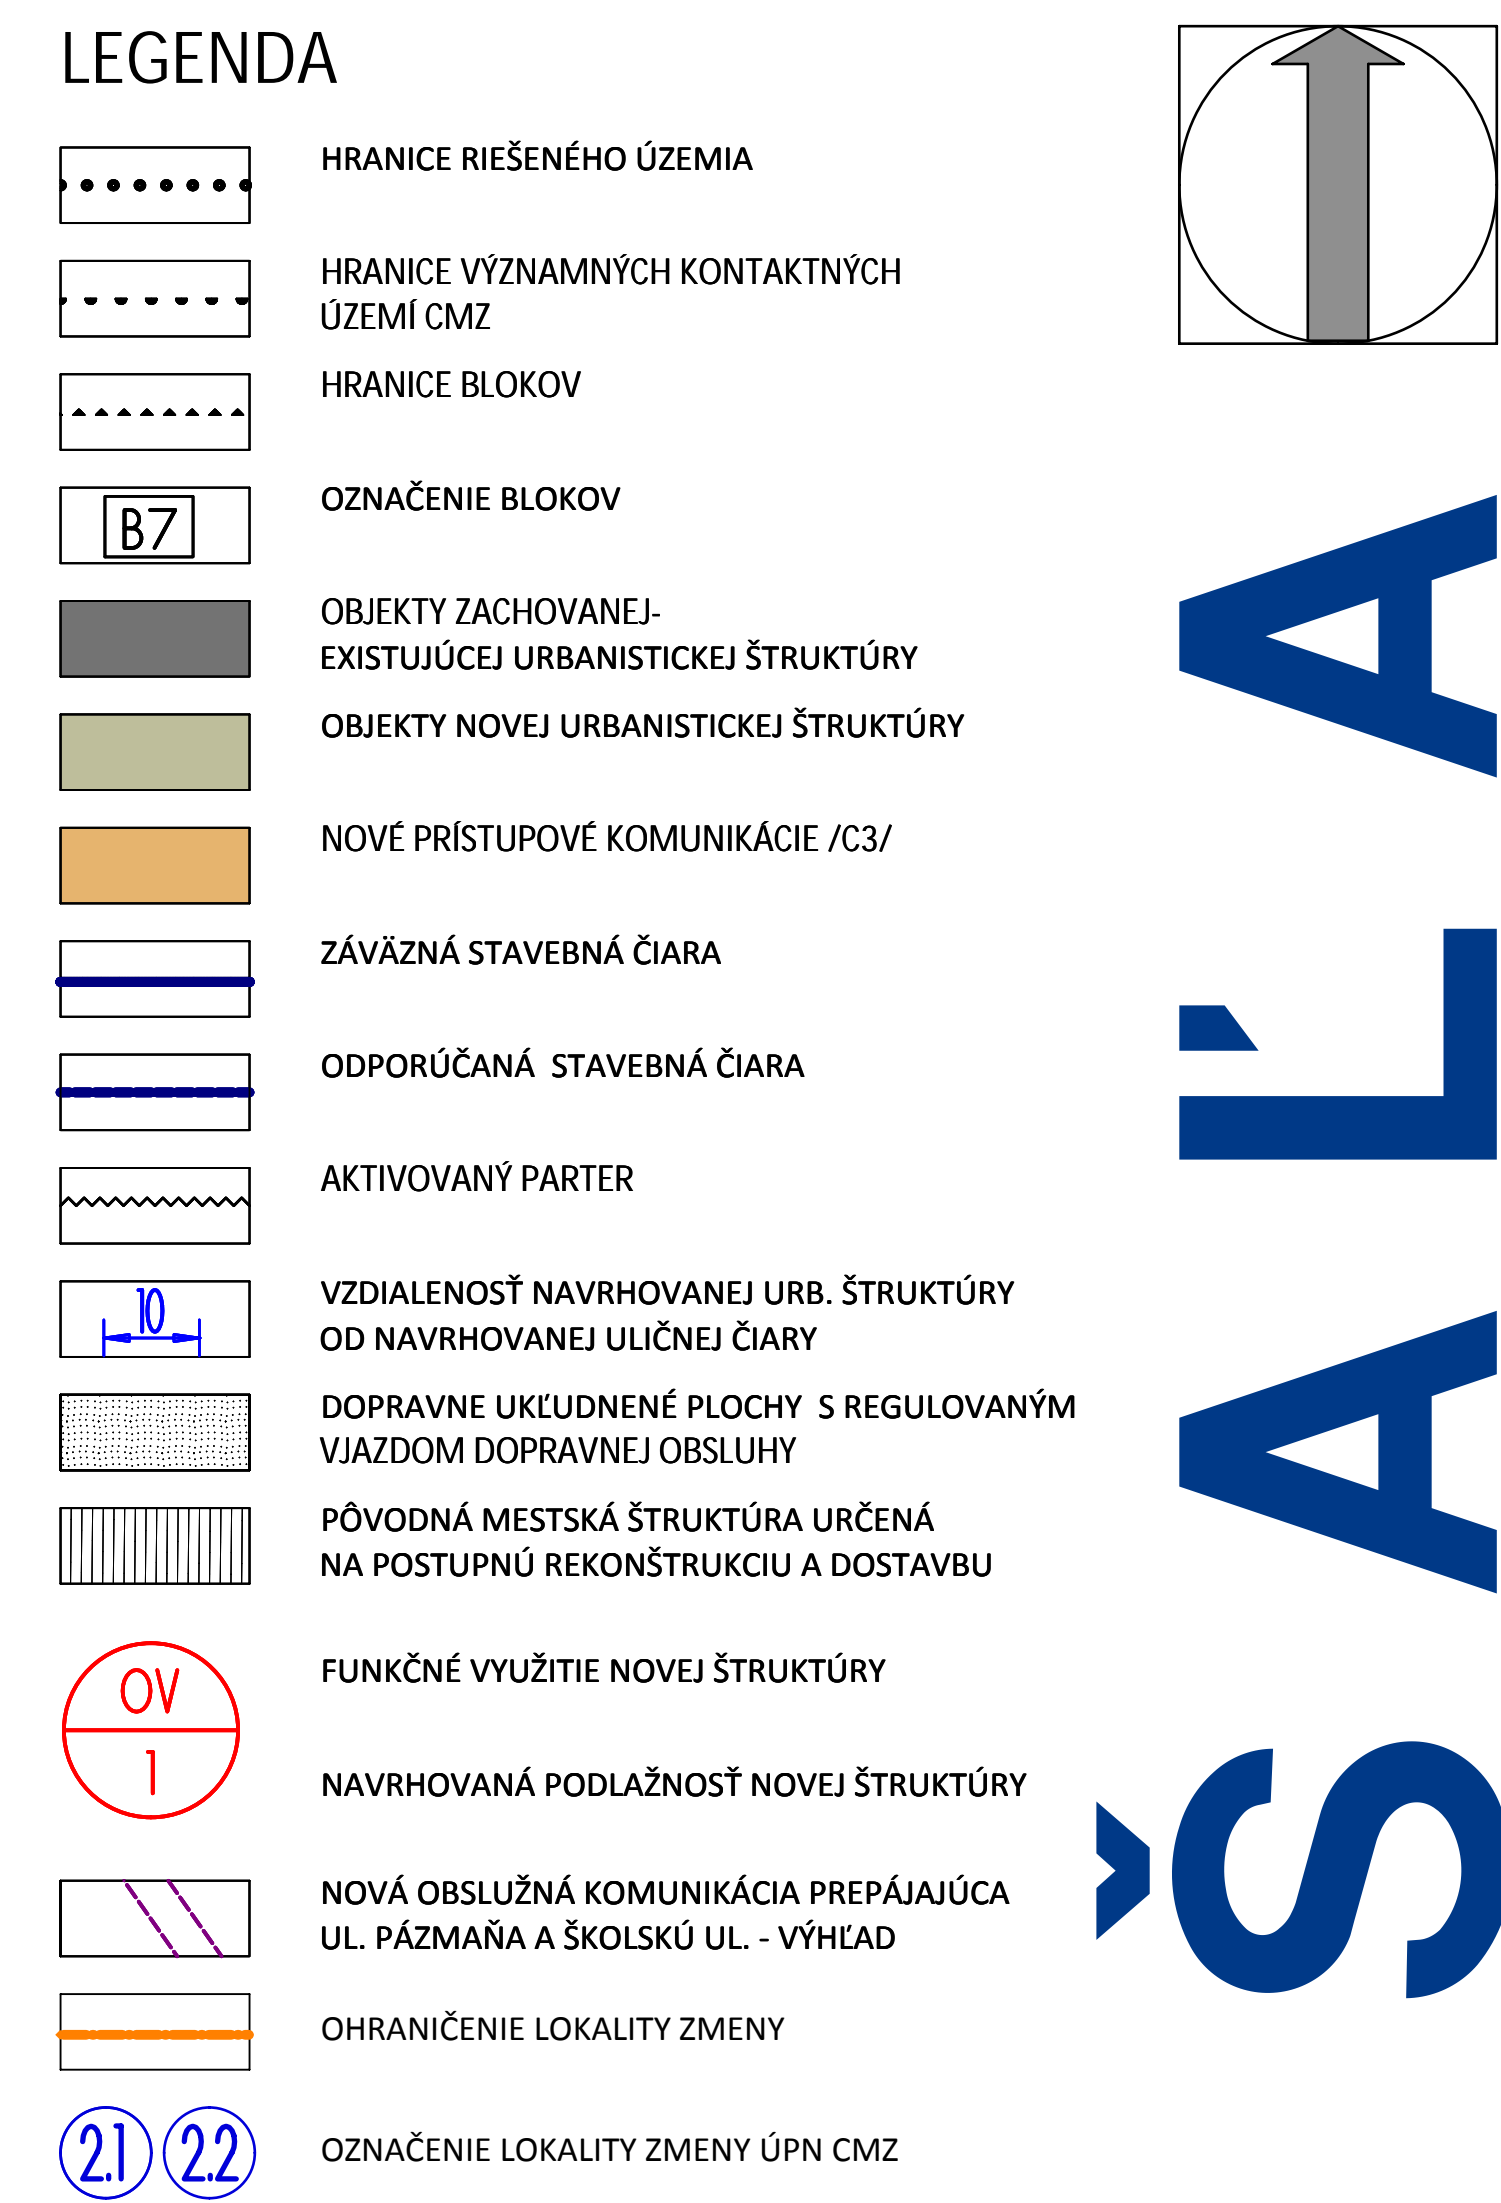 LEGENDA
HRANICE RIEŠENÉHO ÚZEMIA
HRANICE VÝZNAMNÝCH KONTAKTNÝCH
ÚZEMÍ CMZ
HRANICE BLOKOV
B7
OZNAČENIE BLOKOV
OBJEKTY ZACHOVANEJ-
EXISTUJÚCEJ URBANISTICKEJ ŠTRUKTÚRY
OBJEKTY NOVEJ URBANISTICKEJ ŠTRUKTÚRY
NOVÉ PRÍSTUPOVÉ KOMUNIKÁCIE /C3/
ZÁVÄZNÁ STAVEBNÁ ČIARA
ODPORÚČANÁ  STAVEBNÁ ČIARA
AKTIVOVANÝ PARTER
10
VZDIALENOSŤ NAVRHOVANEJ URB. ŠTRUKTÚRY
OD NAVRHOVANEJ ULIČNEJ ČIARY
DOPRAVNE UKĽUDNENÉ PLOCHY  S REGULOVANÝM
VJAZDOM DOPRAVNEJ OBSLUHY
PÔVODNÁ MESTSKÁ ŠTRUKTÚRA URČENÁ
NA POSTUPNÚ REKONŠTRUKCIU A DOSTAVBU
OV
1
FUNKČNÉ VYUŽITIE NOVEJ ŠTRUKTÚRY
NAVRHOVANÁ PODLAŽNOSŤ NOVEJ ŠTRUKTÚRY
NOVÁ OBSLUŽNÁ KOMUNIKÁCIA PREPÁJAJÚCA
UL. PÁZMAŇA A ŠKOLSKÚ UL. - VÝHĽAD
OHRANIČENIE LOKALITY ZMENY
2.1 2.2
OZNAČENIE LOKALITY ZMENY ÚPN CMZ
ŠAĽA